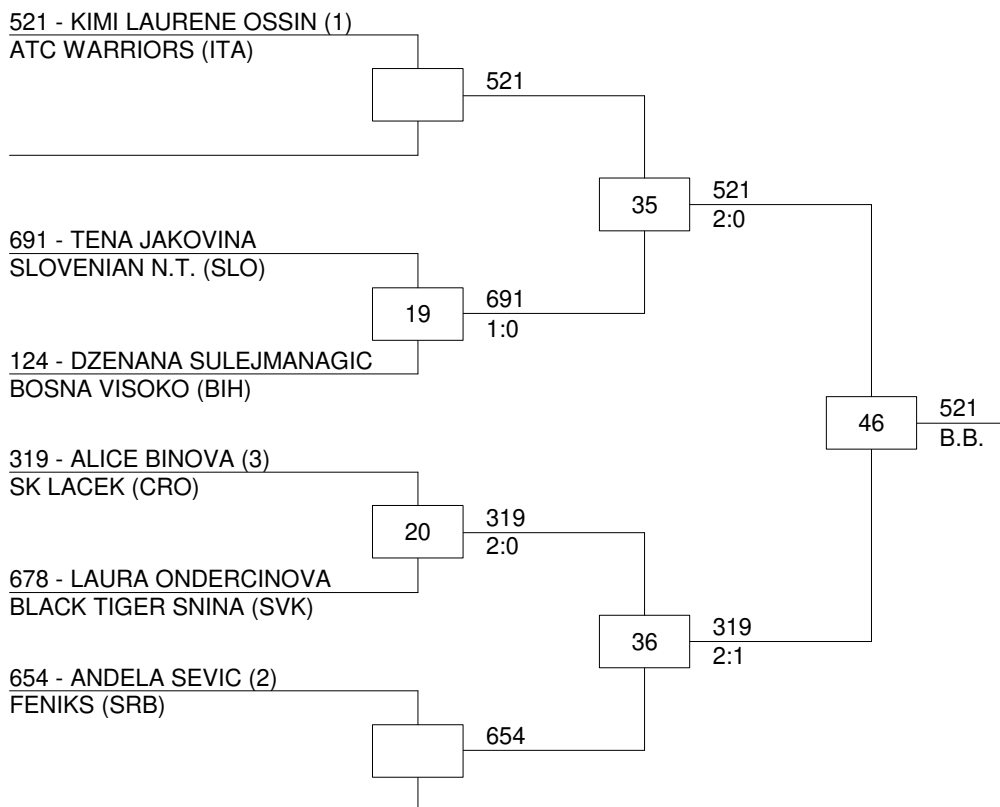 521 - KIMI LAURENE OSSIN (1)
ATC WARRIORS (ITA)
521
35
521
2:0
691 - TENA JAKOVINA
SLOVENIAN N.T. (SLO)
19
691
1:0
124 - DZENANA SULEJMANAGIC
BOSNA VISOKO (BIH)
46
521
B.B.
319 - ALICE BINOVA (3)
SK LACEK (CRO)
20
319
2:0
678 - LAURA ONDERCINOVA
BLACK TIGER SNINA (SVK)
36
319
2:1
654 - ANDELA SEVIC (2)
FENIKS (SRB)
654